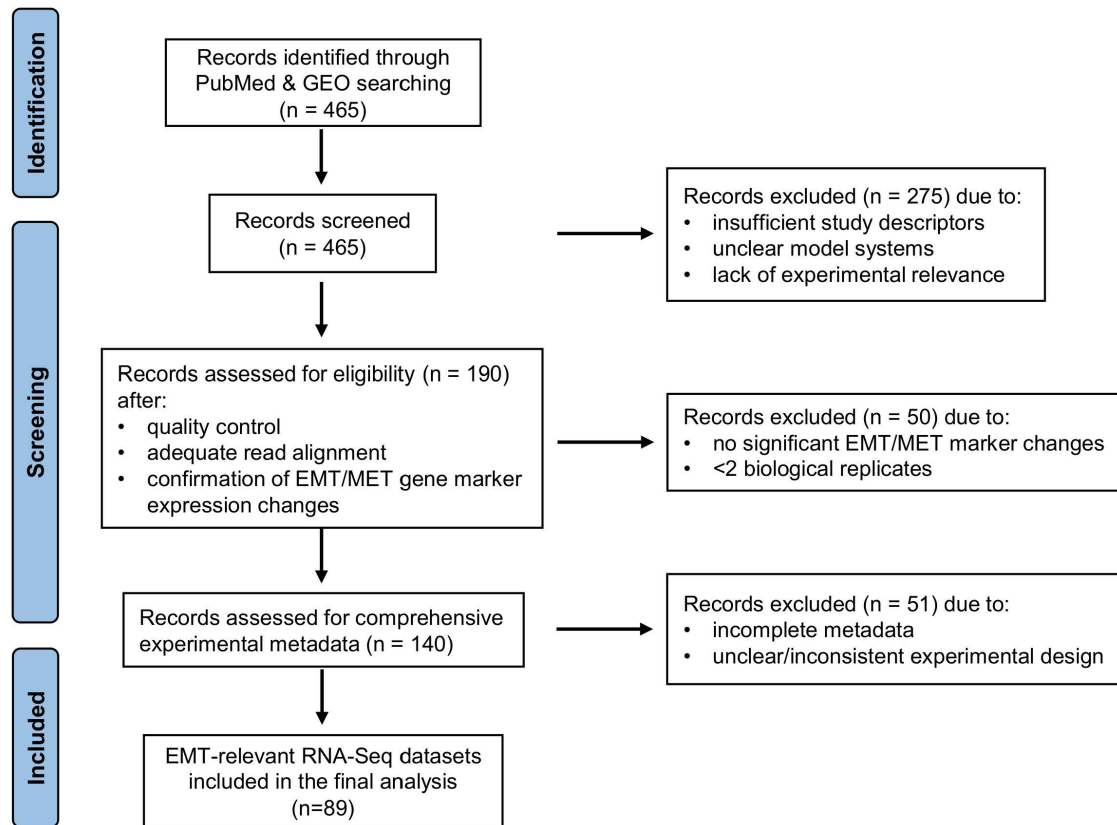 Identification
Records identified through
PubMed & GEO searching
(n = 465)
Records screened
(n = 465)
Records excluded (n = 275) due to:
• insufficient study descriptors
• unclear model systems
• lack of experimental relevance
Screening
Records assessed for eligibility (n = 190)
after:
• quality control
• adequate read alignment
• confirmation of EMT/MET gene marker
expression changes
Records excluded (n = 50) due to:
• no significant EMT/MET marker changes
• <2 biological replicates
Records assessed for comprehensive
experimental metadata (n = 140)
Records excluded (n = 51) due to:
• incomplete metadata
• unclear/inconsistent experimental design
Included
EMT-relevant RNA-Seq datasets
included in the final analysis
(n=89)